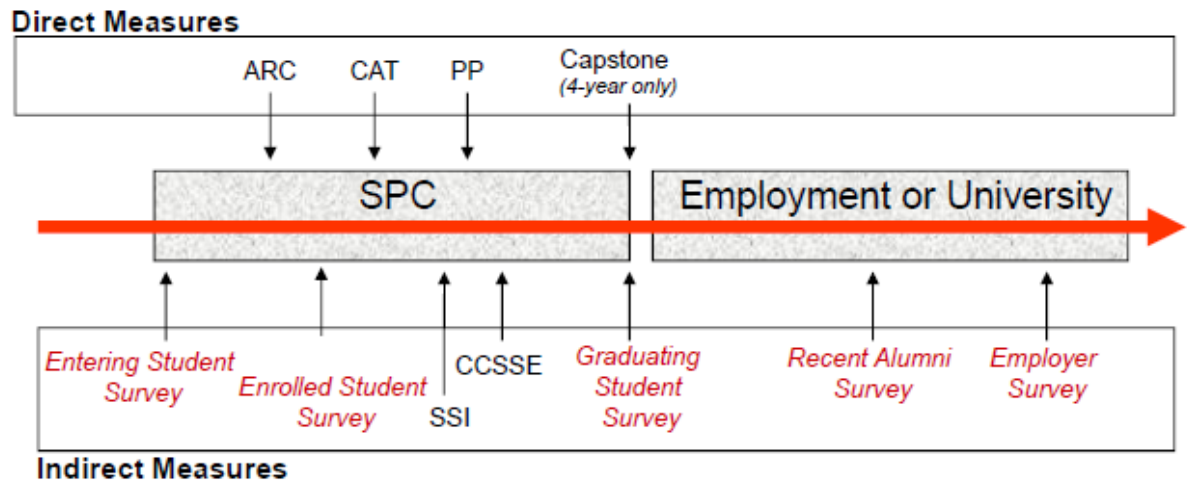 Direct Measures
ARC CAT PP Capstone
(4-year only)
SPC Employment or University
Entering Student
Survey
Enrolled Student
Survey
SSI
CCSSE
Graduating
Student
Survey
Recent Alumni
Survey
Employer
Survey
Indirect Measures